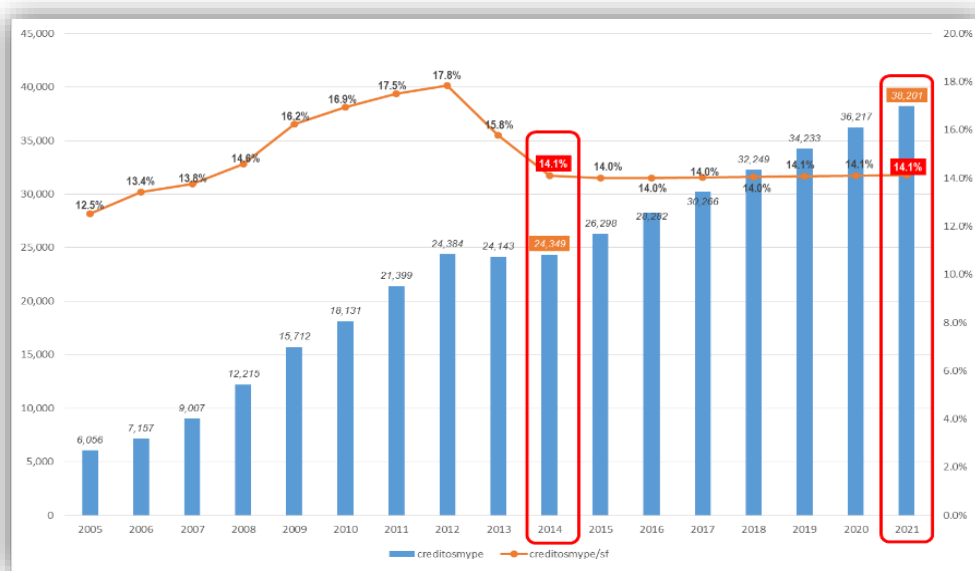 45,000 20.0%
40,000 18.0%
35,000 16.0%
30,000 14.0%
25,000 12.0%
20,000 10.0%
15,000 8.0%
10,000 6.0%
5,000 4.0%
0 2.0%
0.0%
12.5% 13.4% 13.8% 14.6% 16.2% 16.9% 17.5% 17.8% 15.8% 14.1% 14.0% 14.0% 14.0% 14.0% 14.1% 14.1% 14.1%
6,056 7,157 9,007 12,215 15,712 18,131 21,399 24,384 24,143 24,349 26,298 28,282 30,266 32,249 34,233 36,217 38,201
2005 2006 2007 2008 2009 2010 2011 2012 2013 2014 2015 2016 2017 2018 2019 2020 2021
creditosmype creditosmype/sf